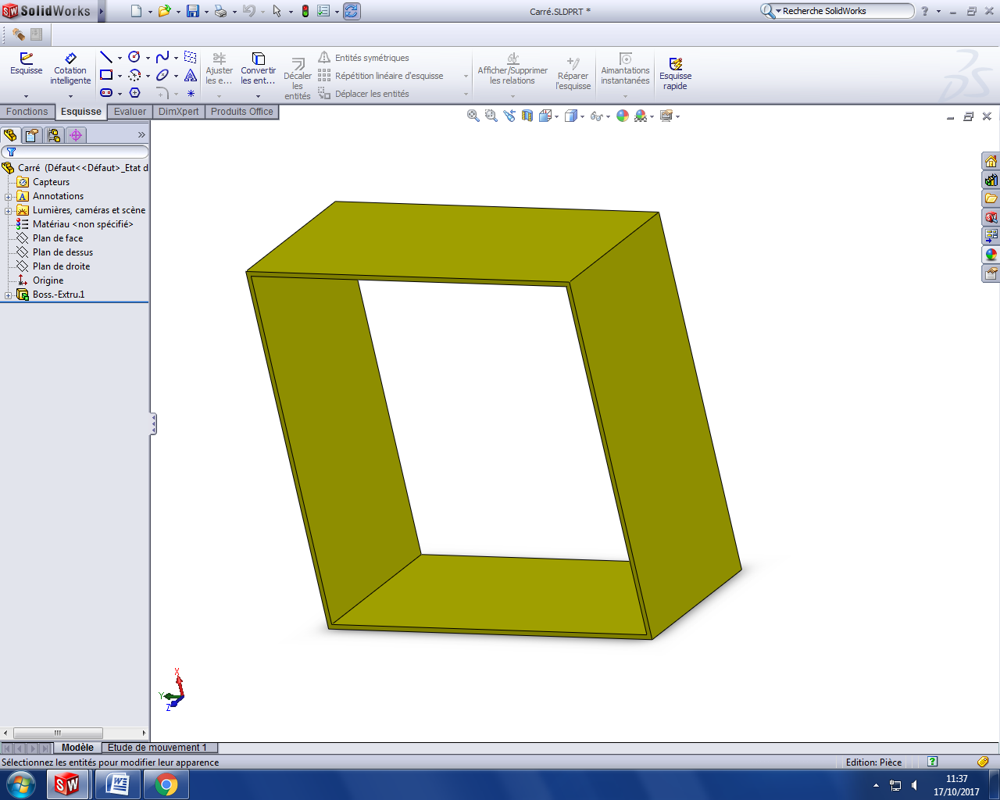 SW SolidWorks
Carré.SLDPRT *
Recherche SolidWorks
?
Esquisse
Cotation
intelligente
Ajuster
les e...
Convertir
les ent...
Décaler
les
entités
Entités symétriques
Répétition linéaire d'esquisse
Déplacer les entités
Afficher/Supprimer
les relations
Réparer
l'esquisse
Aimantations
instantanées
Esquisse
rapide
Fonctions
Esquisse
Evaluer
DimXpert
Produits Office
Carré (Défaut<<Défaut>_Etat d
Capteurs
A Annotations
Lumières, caméras et scène
Matériau <non spécifié>
Plan de face
Plan de dessus
Plan de droite
Origine
Boss.-Extru.1
X
Y
Z
Modèle
Etude de mouvement 1
Sélectionnez les entités pour modifier leur apparence
Edition: Pièce
?
SW
W
11:37
17/10/2017